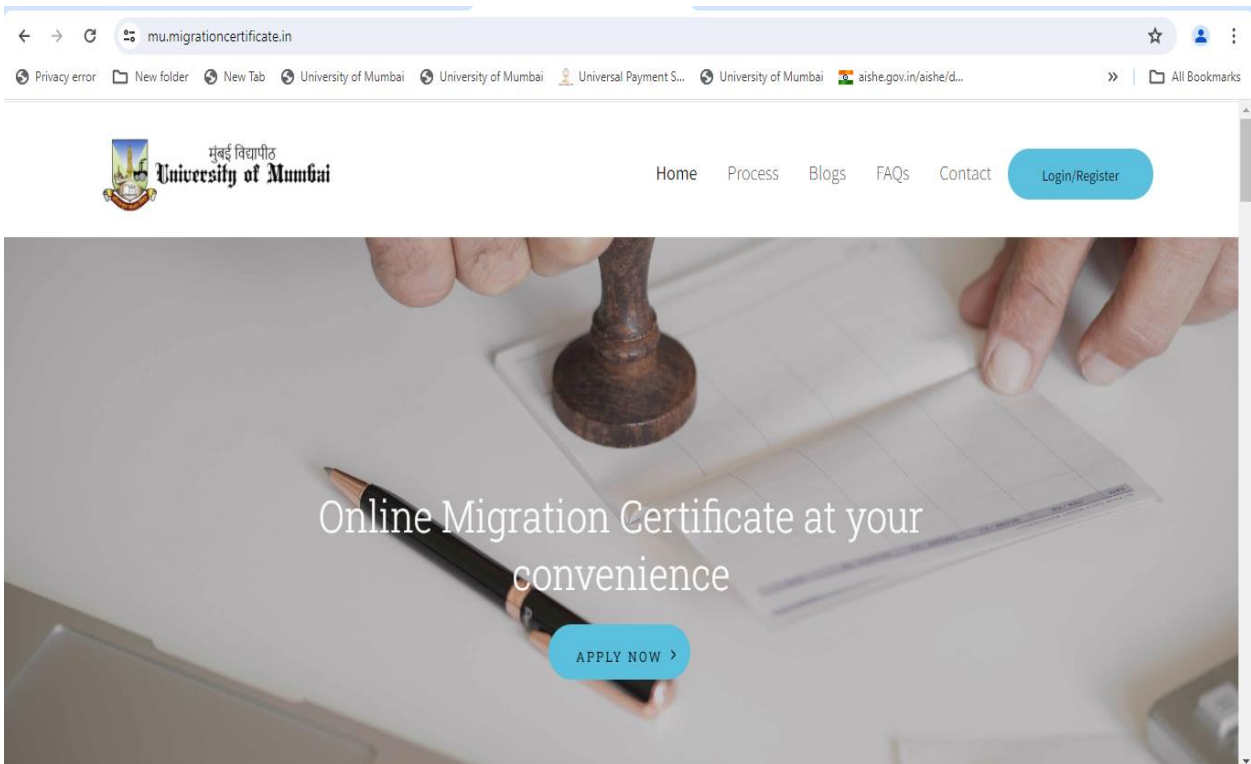 mu.migrationcertificate.in
Privacy error New folder New Tab University of Mumbai University of Mumbai Universal Payment S... University of Mumbai aishe.gov.in/aishe/d... » All Bookmarks
मुंबई विद्यापीठ
University of Mumbai
Home Process Blogs FAQs Contact Login/Register
Online Migration Certificate at your
convenience
APPLY NOW >